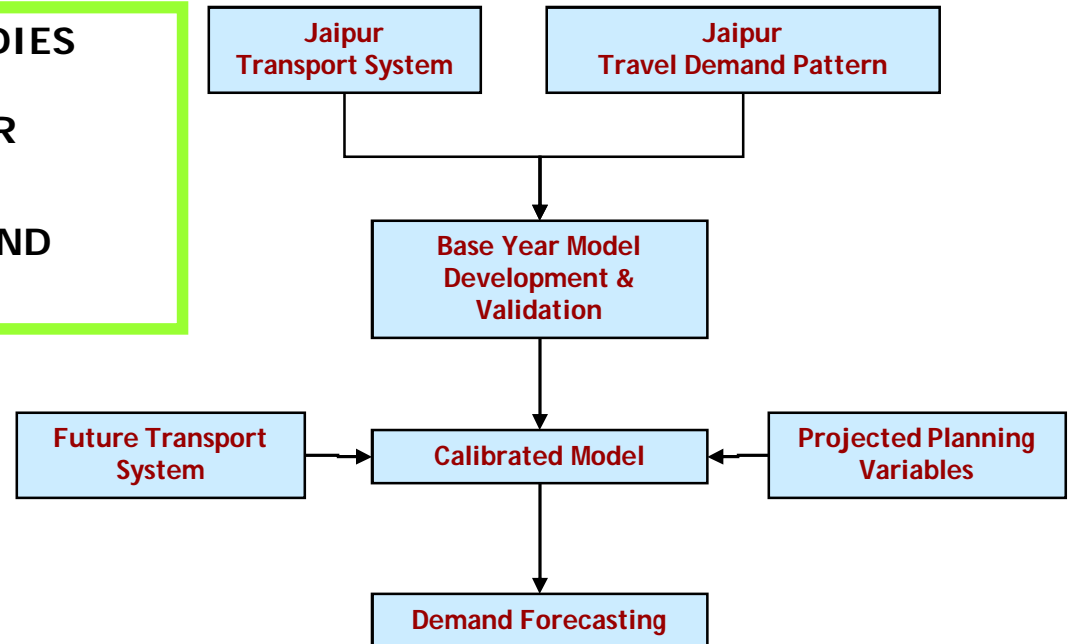 DIES
R
ND
Jaipur
Transport System
Jaipur
Travel Demand Pattern
Base Year Model
Development &
Validation
Future Transport
System
Calibrated Model
Projected Planning
Variables
Demand Forecasting